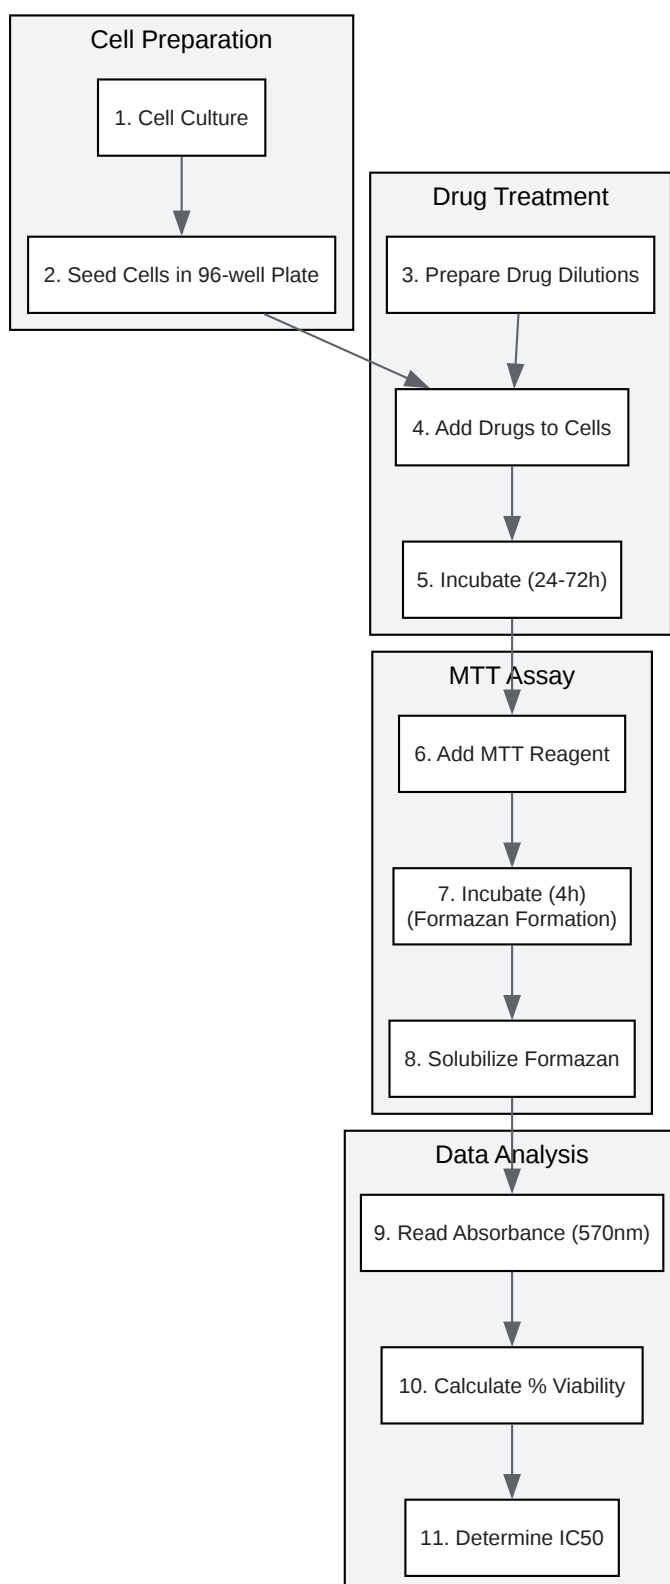 Cell Preparation
1. Cell Culture
2. Seed Cells in 96-well Plate
Drug Treatment
3. Prepare Drug Dilutions
4. Add Drugs to Cells
5. Incubate (24-72h)
MTT Assay
6. Add MTT Reagent
7. Incubate (4h)
(Formazan Formation)
8. Solubilize Formazan
Data Analysis
9. Read Absorbance (570nm)
10. Calculate % Viability
11. Determine IC50